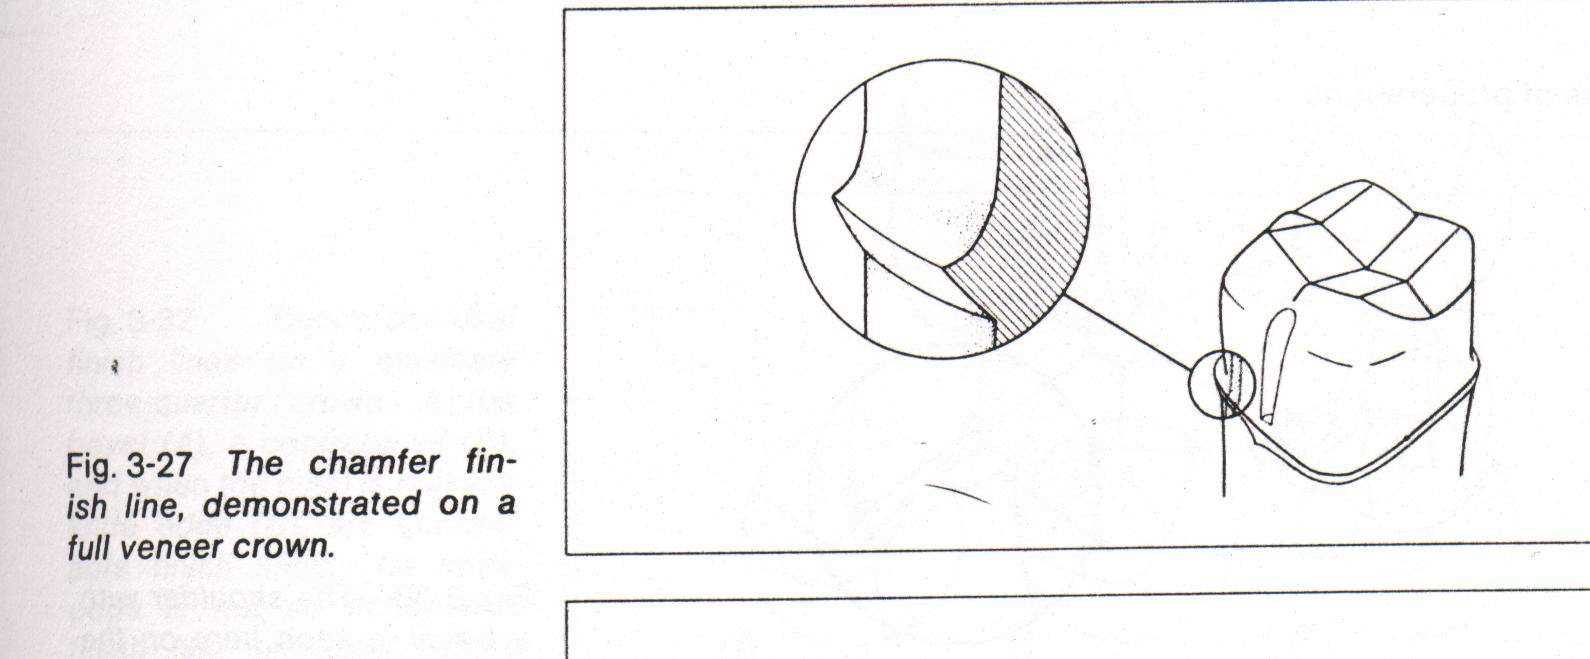 Fig. 3-27 The chamfer fin-
ish line, demonstrated on a
full veneer crown.